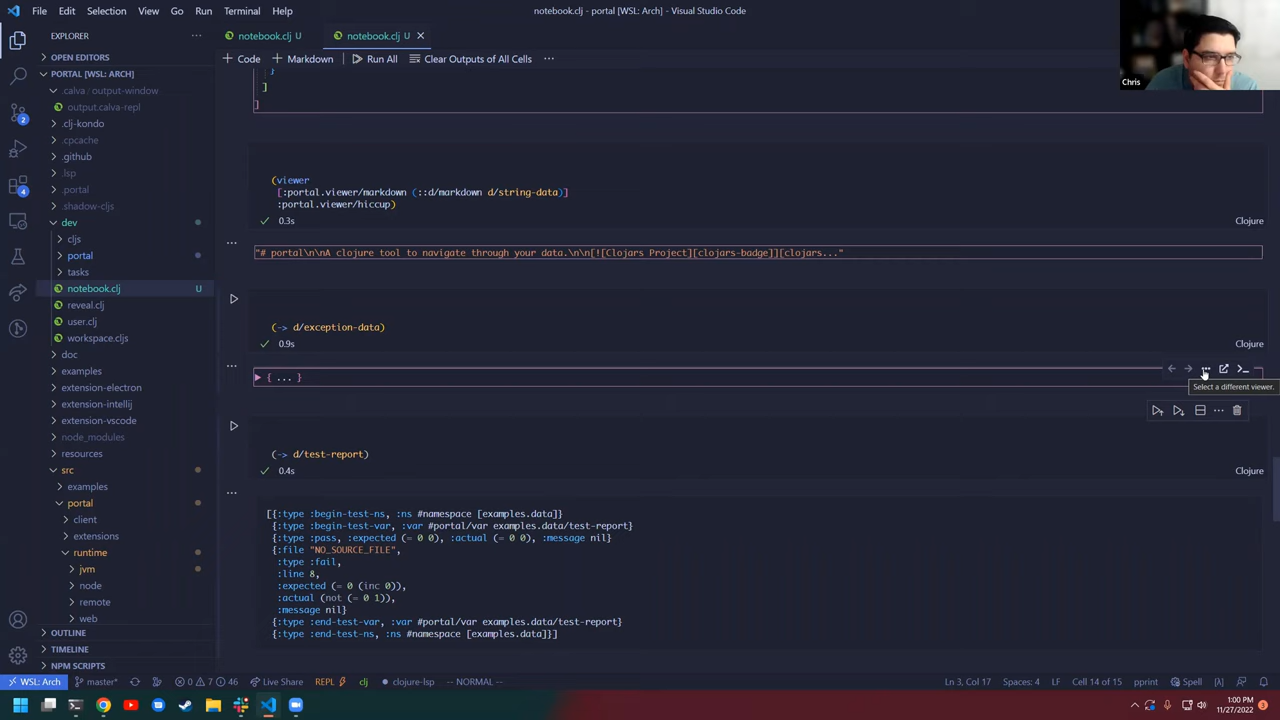 File Edit Selection View Go Run Terminal Help
notebook.clj - portal [WSL: Arch] - Visual Studio Code
Chris
EXPLORER
OPEN EDITORS
PORTAL [WSL: ARCH]
.calva / output-window
output.calva-repl
.clj-kondo
.cpcache
.github
.lsp
.portal
.shadow-cljs
dev
cljs
portal
tasks
notebook.clj U
reveal.clj
user.clj
workspace.cljs
doc
examples
extension-electron
extension-intellij
extension-vscode
node_modules
resources
src
examples
portal
client
extensions
runtime
jvm
node
remote
web
OUTLINE
TIMELINE
NPM SCRIPTS
2
4
notebook.clj U
notebook.clj U
Code Markdown Run All Clear Outputs of All Cells
}
]
]
(viewer
[:portal.viewer/markdown (::d/markdown d/string-data)]
:portal.viewer/hiccup)
0.3s
Clojure
"# portal\n\nA clojure tool to navigate through your data.\n\n[![Clojars Project][clojars-badge]][clojars..."
(-> d/exception-data)
0.9s
Clojure
{ ... }
Select a different viewer.
(-> d/test-report)
0.4s
Clojure
[{:type :begin-test-ns, :ns #namespace [examples.data]}
{:type :begin-test-var, :var #portal/var examples.data/test-report}
{:type :pass, :expected (= 0 0), :actual (= 0 0), :message nil}
{:file "NO_SOURCE_FILE",
:type :fail,
:line 8,
:expected (= 0 (inc 0)),
:actual (not (= 0 1)),
:message nil}
{:type :end-test-var, :var #portal/var examples.data/test-report}
{:type :end-test-ns, :ns #namespace [examples.data]}]
WSL: Arch master* 0 7 46 Live Share REPL clj clojure-lsp -- NORMAL -- Ln 3, Col 17 Spaces: 4 LF Cell 14 of 15 pprint Spell [A]
1:00 PM
11/27/2022
3